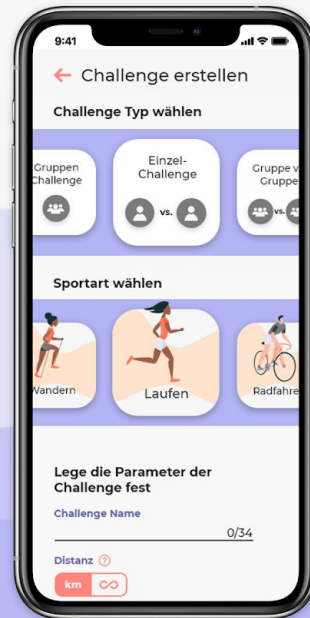 9:41
Challenge erstellen
Challenge Typ wählen
Gruppen
Challenge
Einzel-
Challenge
vs.
Gruppe v
Gruppe
vs.
Sportart wählen
Wandern
Laufen
Radfahre
Lege die Parameter der
Challenge fest
Challenge Name
0/34
Distanz ?
km